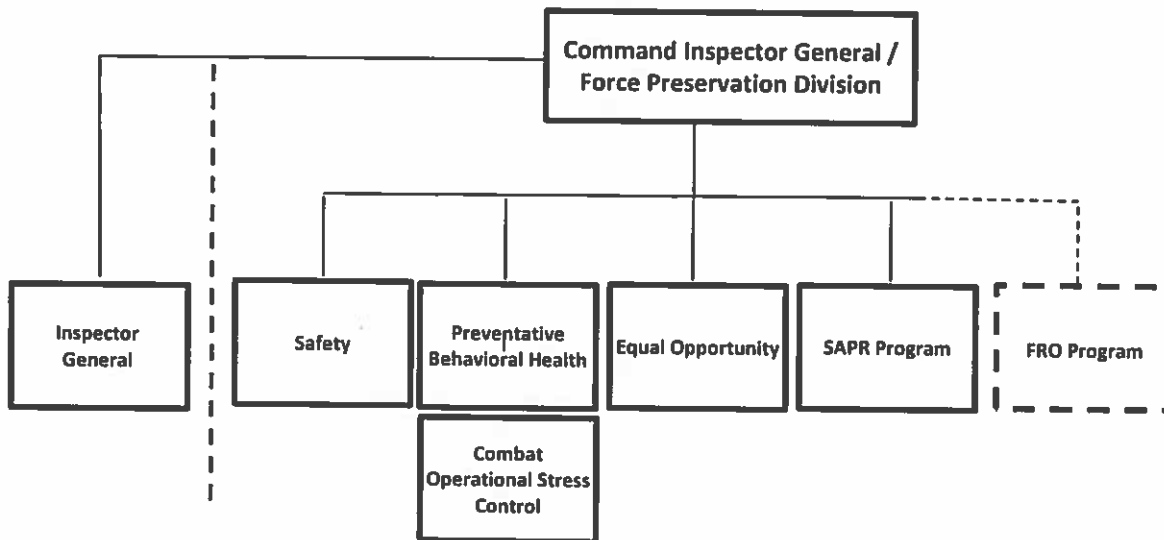 Command Inspector General /
Force Preservation Division
Inspector
General
Safety
Preventative
Behavioral Health
Equal Opportunity
SAPR Program
FRO Program
Combat
Operational Stress
Control